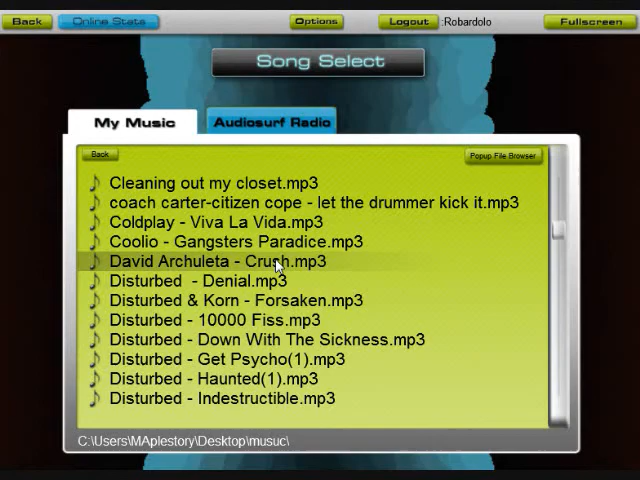 Back Online Stats Options Logout :Robardolo Fullscreen
Song Select
My Music Audiosurf Radio
Back Popup File Browser
Cleaning out my closet.mp3
coach carter-citizen cope - let the drummer kick it.mp3
Coldplay - Viva La Vida.mp3
Coolio - Gangsters Paradice.mp3
David Archuleta - Crush.mp3
Disturbed  - Denial.mp3
Disturbed & Korn - Forsaken.mp3
Disturbed - 10000 Fiss.mp3
Disturbed - Down With The Sickness.mp3
Disturbed - Get Psycho(1).mp3
Disturbed - Haunted(1).mp3
Disturbed - Indestructible.mp3
C:\Users\MAplestory\Desktop\musuc\